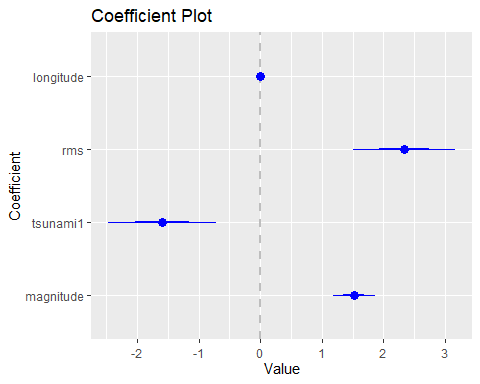 Coefficient Plot
longitude
rms
tsunami1
magnitude
Coefficient
-2 -1 0 1 2 3
Value